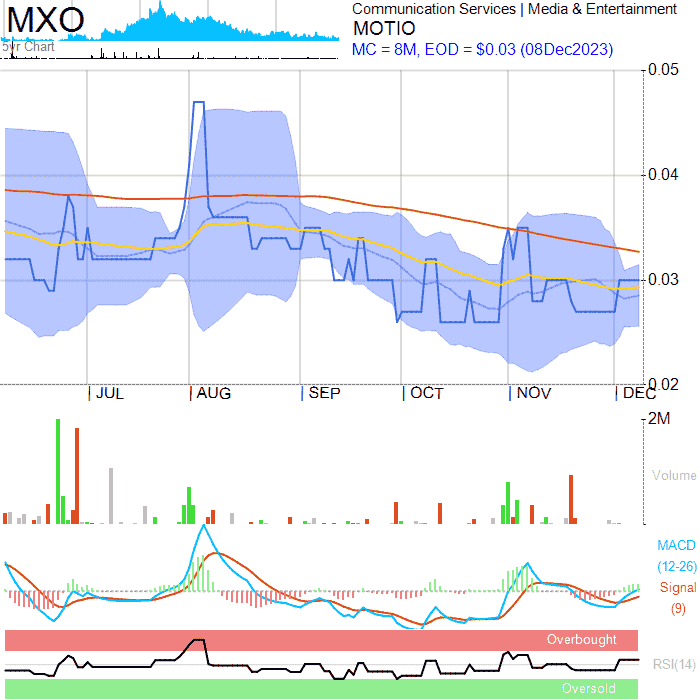 MXO
Communication Services | Media & Entertainment
MOTIO
MC = 8M, EOD = $0.03 (08Dec2023)
5yr Chart
0.05
0.04
0.03
0.02
JUL AUG SEP OCT NOV DEC
2M
Volume
MACD
(12-26)
Signal
(9)
Overbought
RSI(14)
Oversold